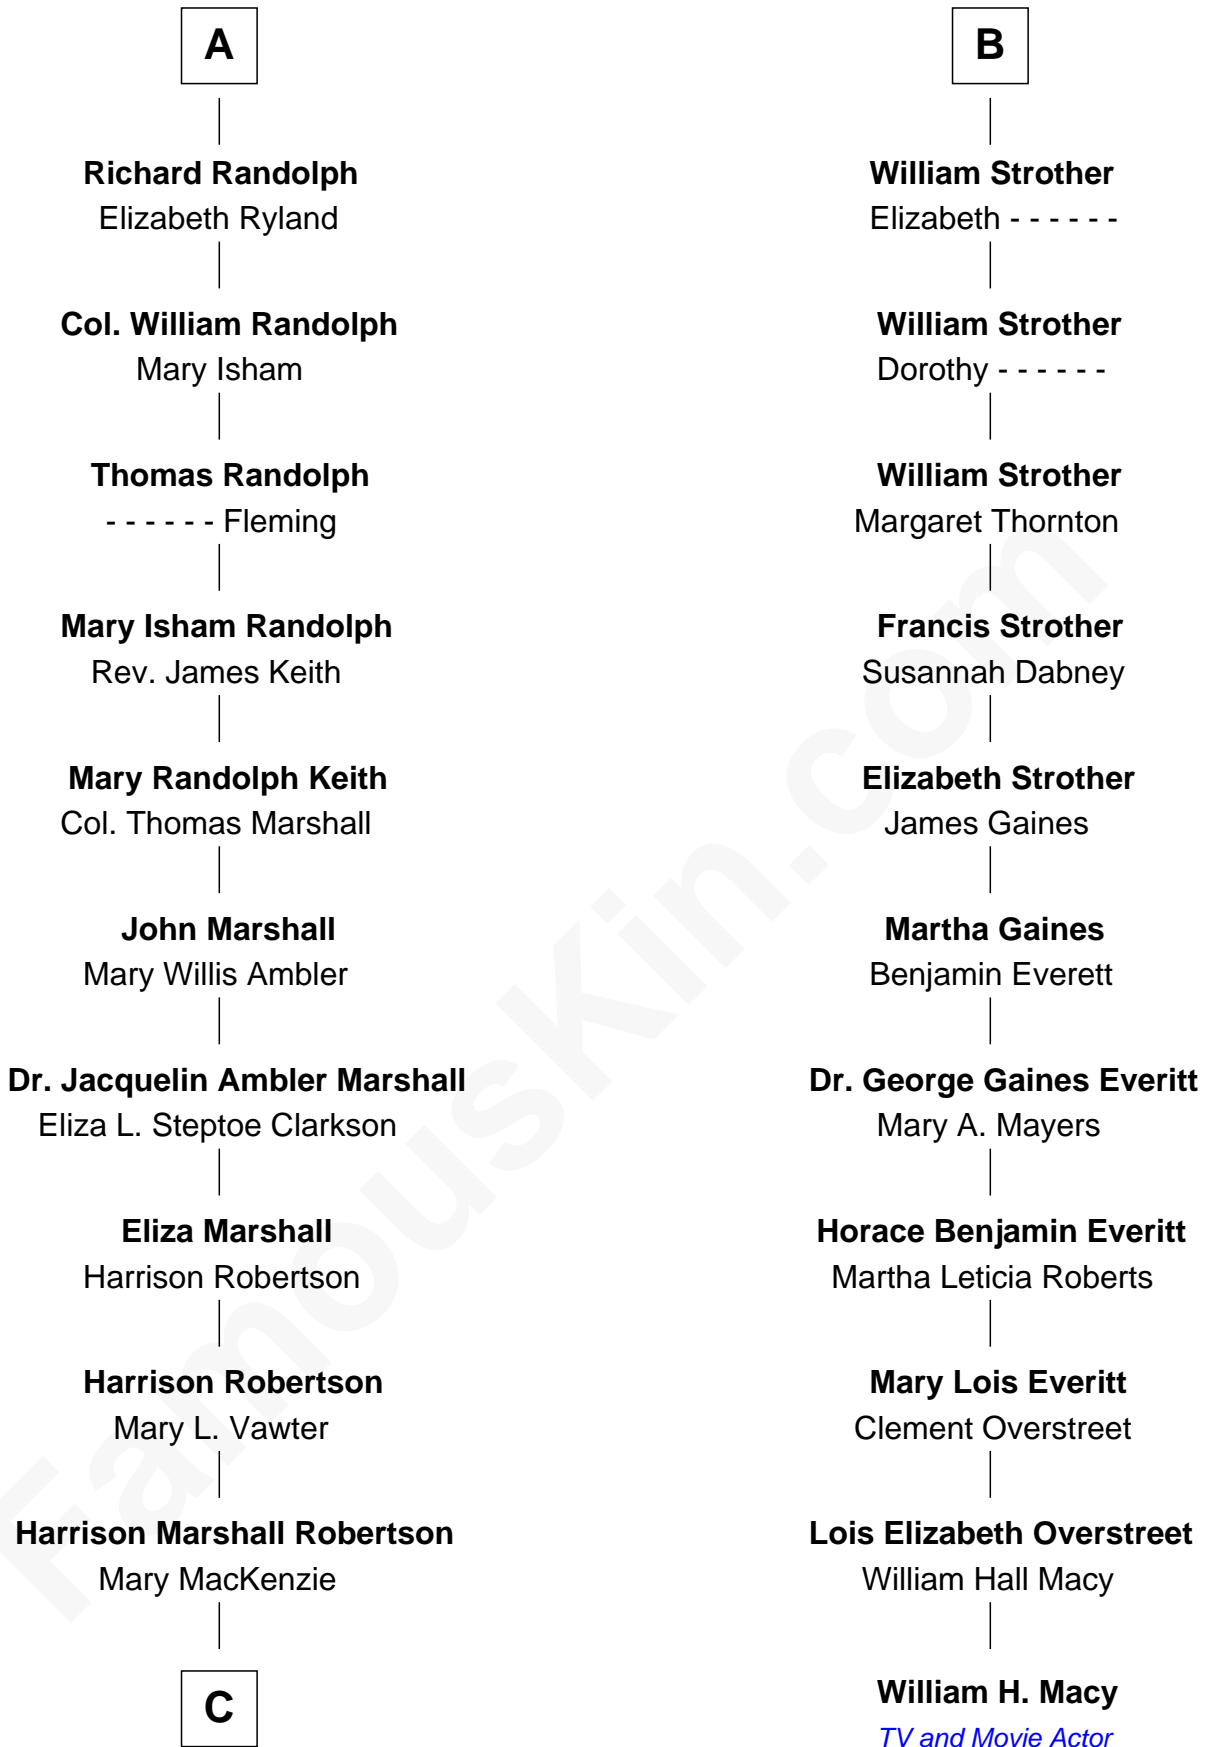 A
Richard Randolph
Elizabeth Ryland
Col. William Randolph
Mary Isham
Thomas Randolph
- - - - - - Fleming
Mary Isham Randolph
Rev. James Keith
Mary Randolph Keith
Col. Thomas Marshall
John Marshall
Mary Willis Ambler
Dr. Jacquelin Ambler Marshall
Eliza L. Steptoe Clarkson
Eliza Marshall
Harrison Robertson
Harrison Robertson
Mary L. Vawter
Harrison Marshall Robertson
Mary MacKenzie
C
B
William Strother
Elizabeth - - - - - -
William Strother
Dorothy - - - - - -
William Strother
Margaret Thornton
Francis Strother
Susannah Dabney
Elizabeth Strother
James Gaines
Martha Gaines
Benjamin Everett
Dr. George Gaines Everitt
Mary A. Mayers
Horace Benjamin Everitt
Martha Leticia Roberts
Mary Lois Everitt
Clement Overstreet
Lois Elizabeth Overstreet
William Hall Macy
William H. Macy
TV and Movie Actor
FamousKin.com